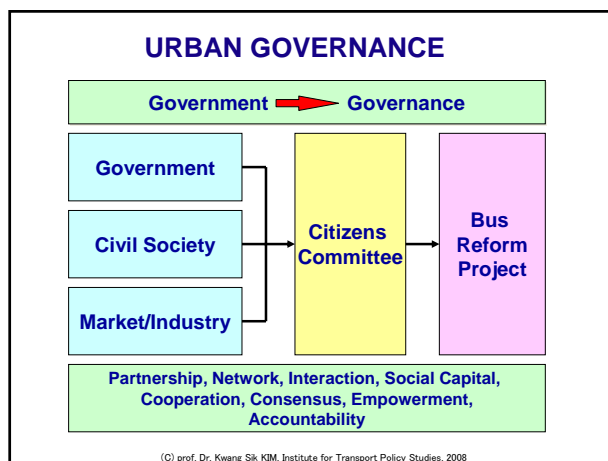 URBAN GOVERNANCE
Government Governance
Government
Civil Society
Market/Industry
Citizens
Committee
Bus
Reform
Project
Partnership, Network, Interaction, Social Capital,
Cooperation, Consensus, Empowerment,
Accountability
(C) prof. Dr. Kwang Sik KIM, Institute for Transport Policy Studies, 2008